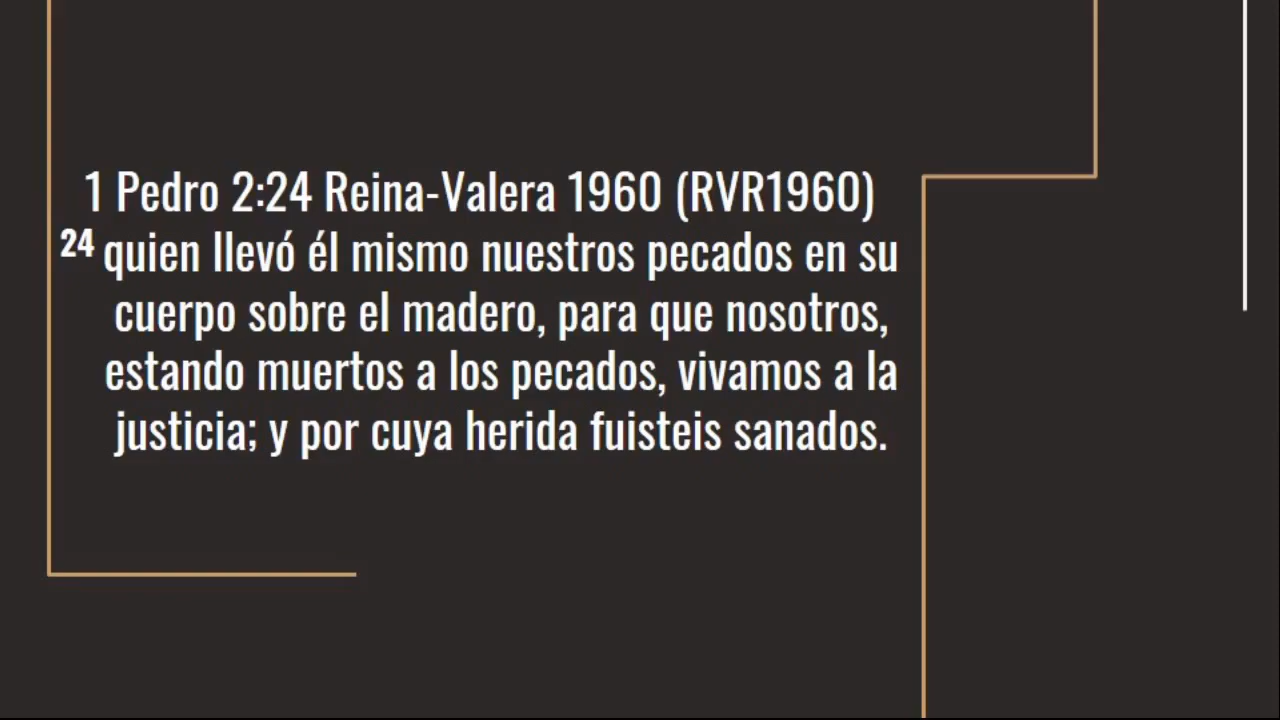 1 Pedro 2:24 Reina-Valera 1960 (RVR1960)
24 quien llevó él mismo nuestros pecados en su
cuerpo sobre el madero, para que nosotros,
estando muertos a los pecados, vivamos a la
justicia; y por cuya herida fuisteis sanados.